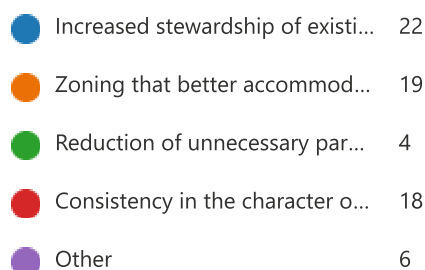 Increased stewardship of existi... 22
Zoning that better accommod... 19
Reduction of unnecessary par... 4
Consistency in the character o... 18
Other 6